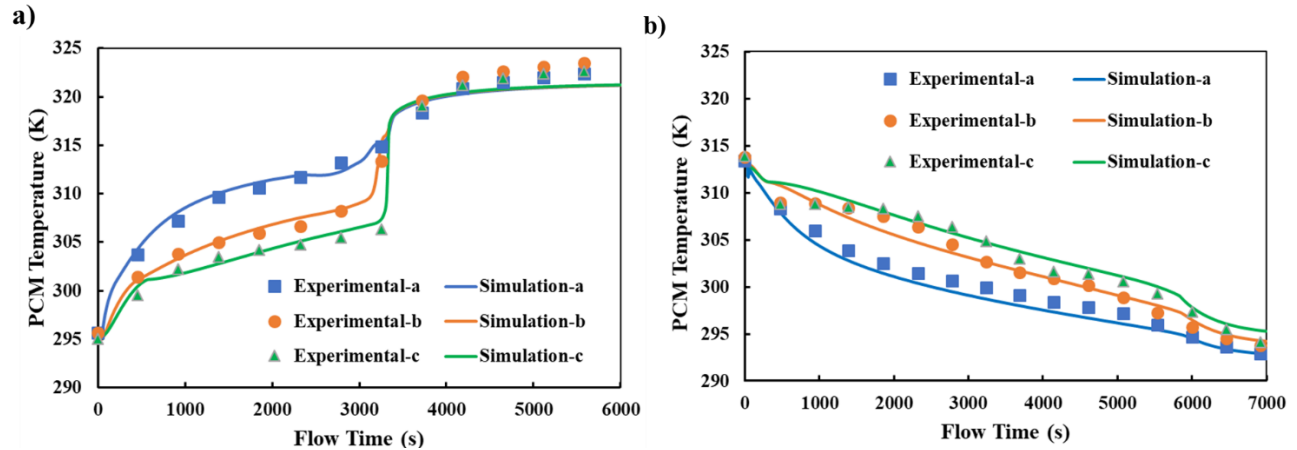 a)
325
320
315
310
305
300
295
290
PCM Temperature (K)
0 1000 2000 3000 4000 5000 6000
Flow Time (s)
Experimental-a Simulation-a
Experimental-b Simulation-b
Experimental-c Simulation-c
b)
325
320
315
310
305
300
295
290
PCM Temperature (K)
0 1000 2000 3000 4000 5000 6000 7000
Flow Time (s)
Experimental-a Simulation-a
Experimental-b Simulation-b
Experimental-c Simulation-c